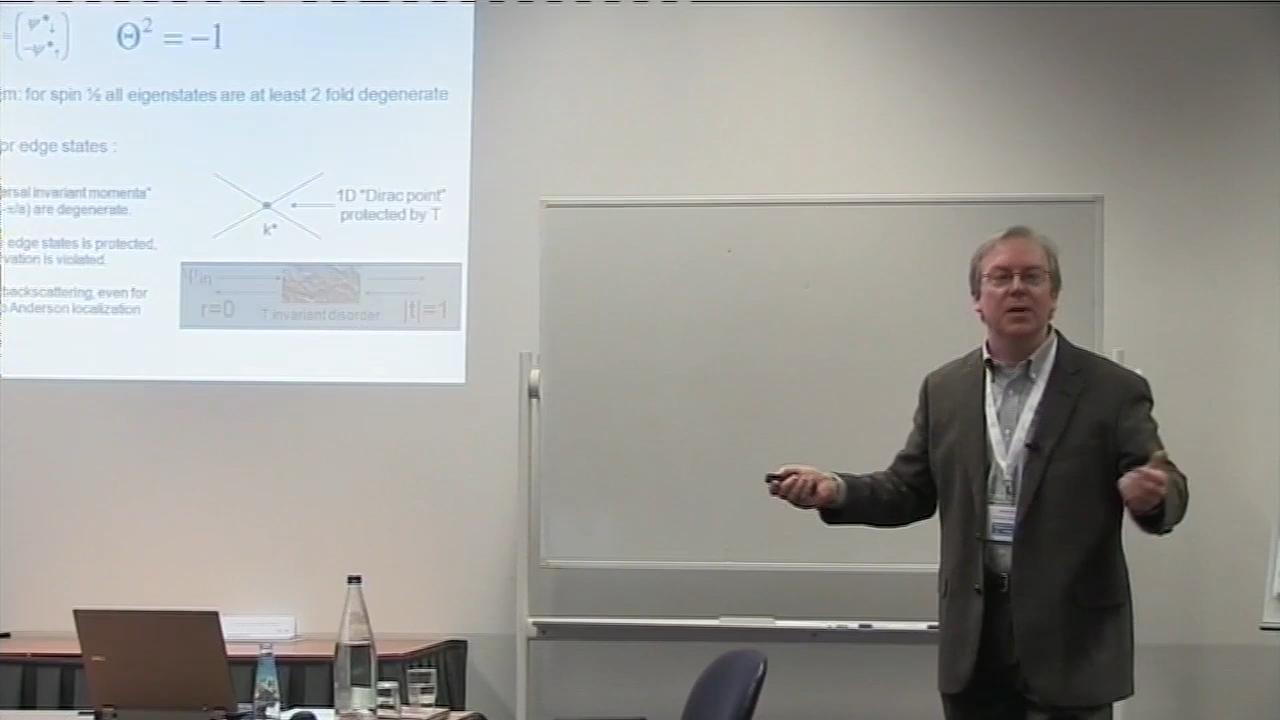 =(ψ*↓ -ψ*↑) Θ² = −1
m: for spin ½ all eigenstates are at least 2 fold degenerate
or edge states :
ersal invariant momenta"
-π/a) are degenerate.
1D "Dirac point"
protected by T
k*
edge states is protected,
vation is violated.
backscattering, even for
Anderson localization
in
r=0
T invariant disorder
|t|=1